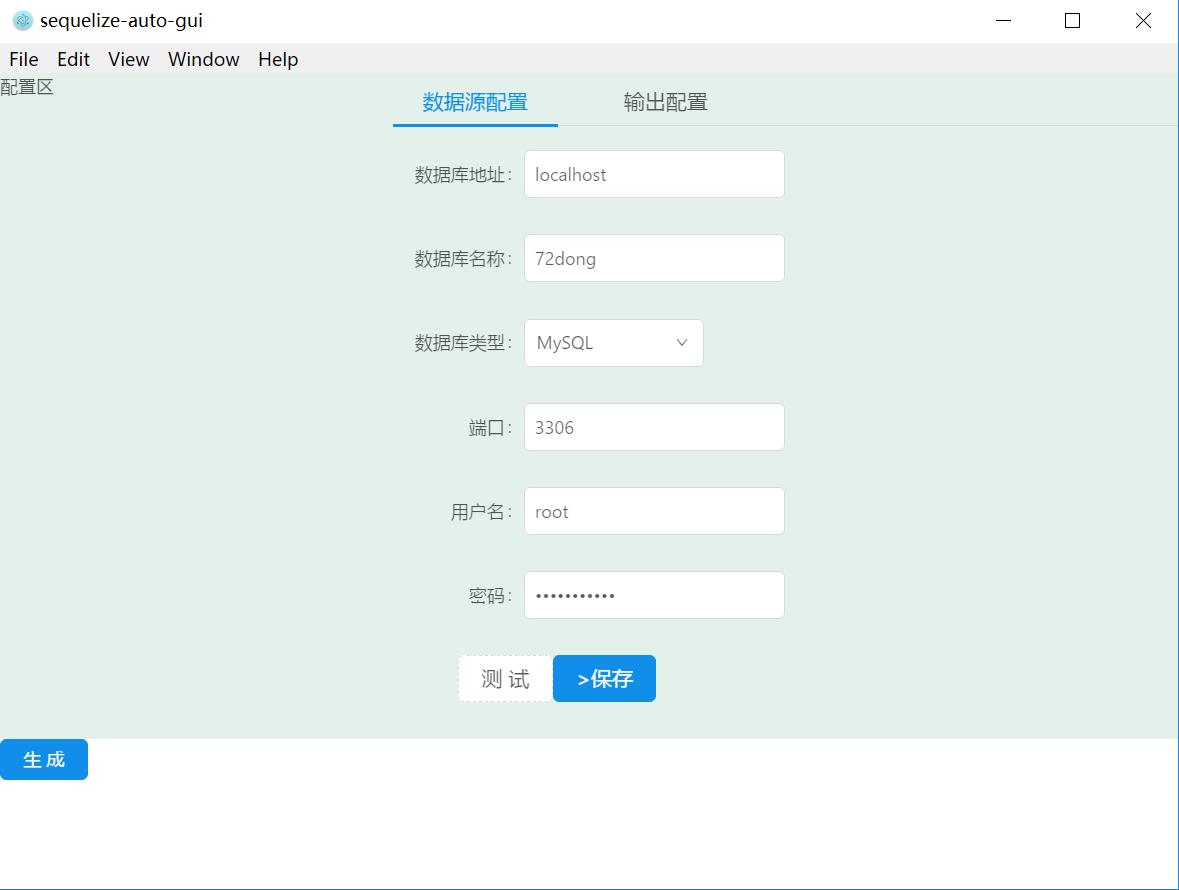 sequelize-auto-gui
File Edit View Window Help
配置区
数据源配置 输出配置
数据库地址: localhost
数据库名称: 72dong
数据库类型: MySQL
端口: 3306
用户名: root
密码: •••••••••••
测 试 >保存
生 成